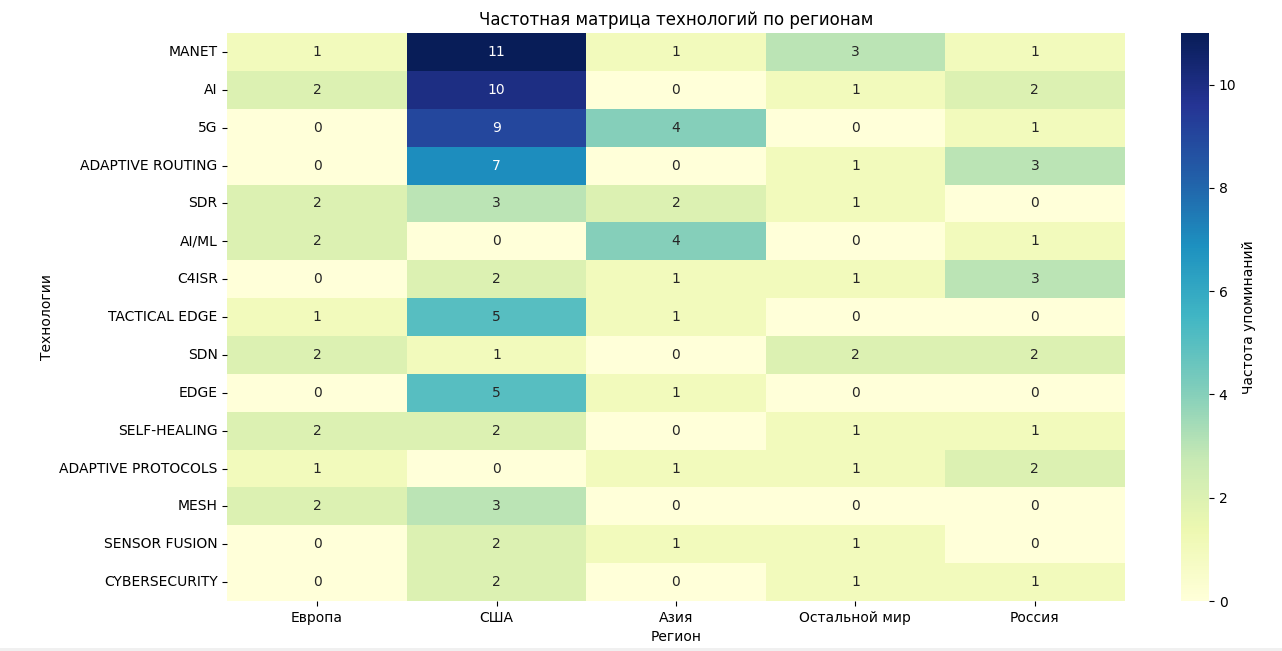 Частотная матрица технологий по регионам
MANET 1 11 1 3 1
AI 2 10 0 1 2
5G 0 9 4 0 1
ADAPTIVE ROUTING 0 7 0 1 3
SDR 2 3 2 1 0
AI/ML 2 0 4 0 1
C4ISR 0 2 1 1 3
TACTICAL EDGE 1 5 1 0 0
SDN 2 1 0 2 2
EDGE 0 5 1 0 0
SELF-HEALING 2 2 0 1 1
ADAPTIVE PROTOCOLS 1 0 1 1 2
MESH 2 3 0 0 0
SENSOR FUSION 0 2 1 1 0
CYBERSECURITY 0 2 0 1 1
Европа США Азия Остальной мир Россия
Регион
Технологии
10
8
6
4
2
0
Частота упоминаний